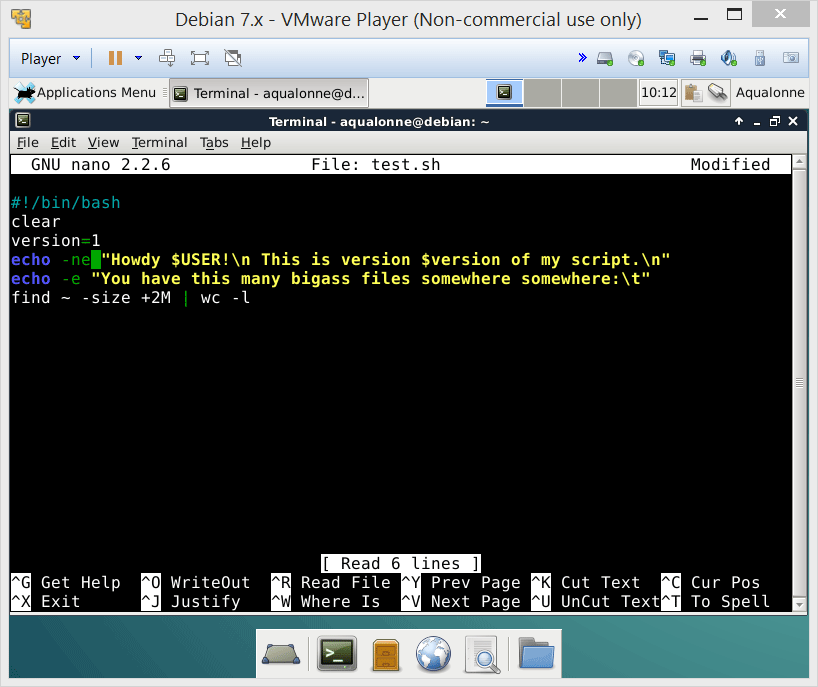 Debian 7.x - VMware Player (Non-commercial use only)
Player
Applications Menu Terminal - aqualonne@d... 10:12 Aqualonne
Terminal - aqualonne@debian: ~
File Edit View Terminal Tabs Help
GNU nano 2.2.6 File: test.sh Modified
#!/bin/bash
clear
version=1
echo -ne "Howdy $USER!\n This is version $version of my script.\n"
echo -e "You have this many bigass files somewhere somewhere:\t"
find ~ -size +2M | wc -l
[ Read 6 lines ]
^G Get Help ^O WriteOut ^R Read File ^Y Prev Page ^K Cut Text ^C Cur Pos
^X Exit ^J Justify ^W Where Is ^V Next Page ^U UnCut Text ^T To Spell